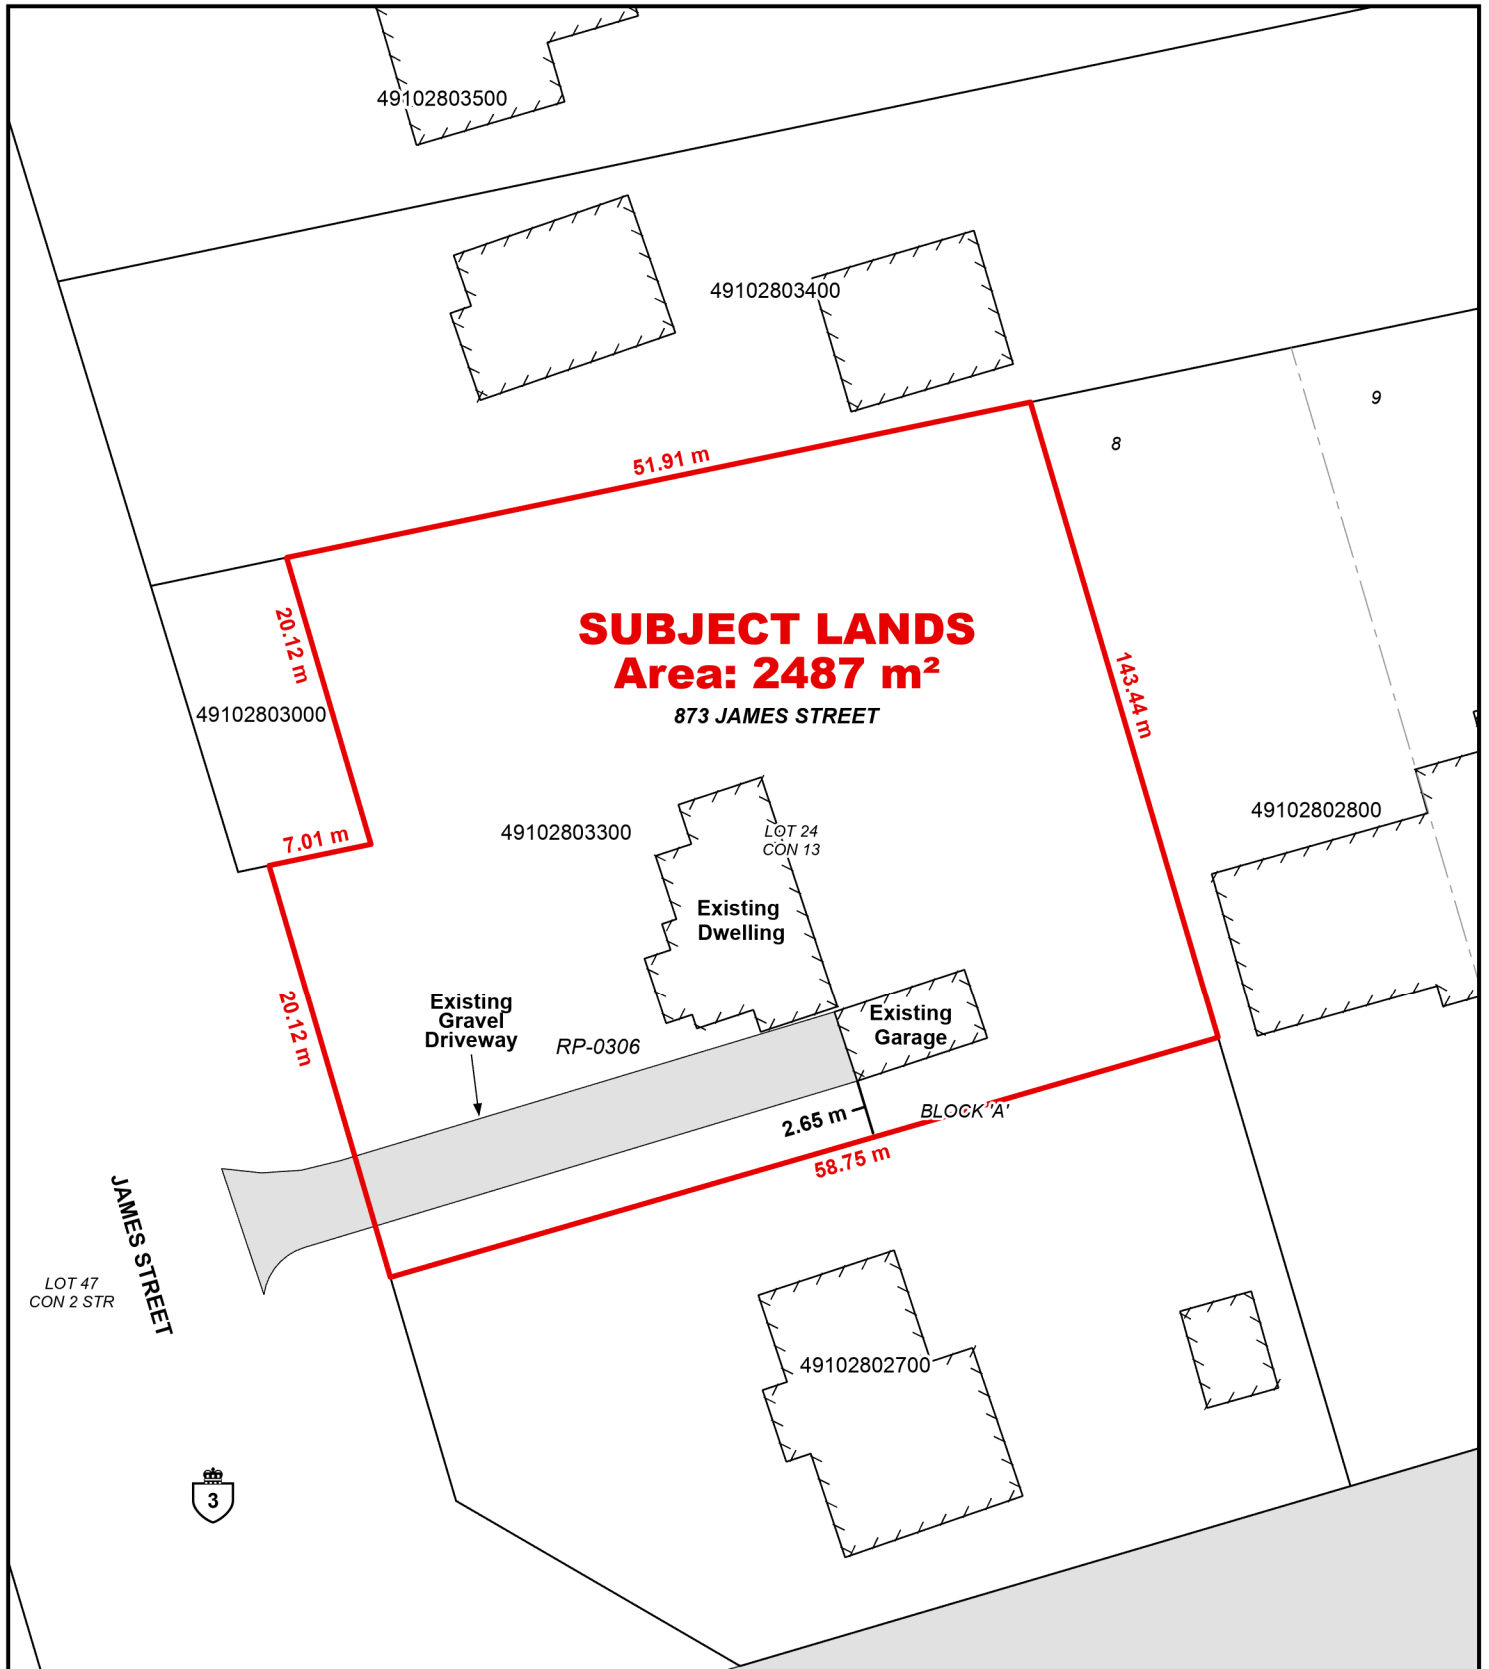 49102803500
49102803400
9
8
51.91 m
20.12 m
SUBJECT LANDS
Area: 2487 m²
873 JAMES STREET
143.44 m
49102803000
49102802800
7.01 m
49102803300
LOT 24
CON 13
Existing
Dwelling
20.12 m
Existing
Gravel
Driveway
RP-0306
Existing
Garage
2.65 m
BLOCK 'A'
58.75 m
JAMES STREET
LOT 47
CON 2 STR
49102802700
3